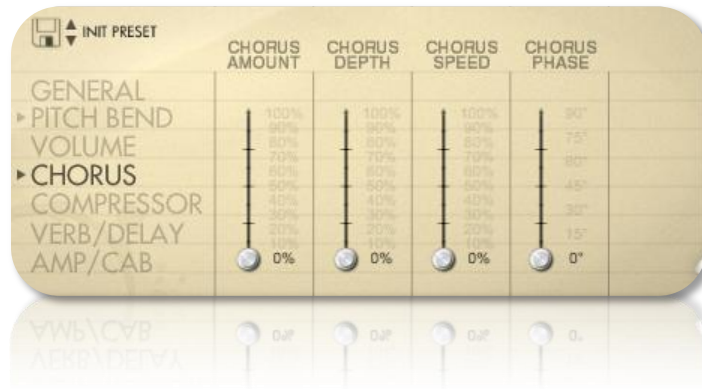 INIT PRESET
CHORUS AMOUNT
CHORUS DEPTH
CHORUS SPEED
CHORUS PHASE
GENERAL
PITCH BEND
VOLUME
CHORUS
COMPRESSOR
VERB/DELAY
AMP/CAB
100% 100% 100% 90°
90% 90% 90%
80% 80% 80% 75°
70% 70% 70%
60% 60% 60% 60°
50% 50% 50% 45°
40% 40% 40%
30% 30% 30% 30°
20% 20% 20% 15°
10% 10% 10%
0% 0% 0% 0°